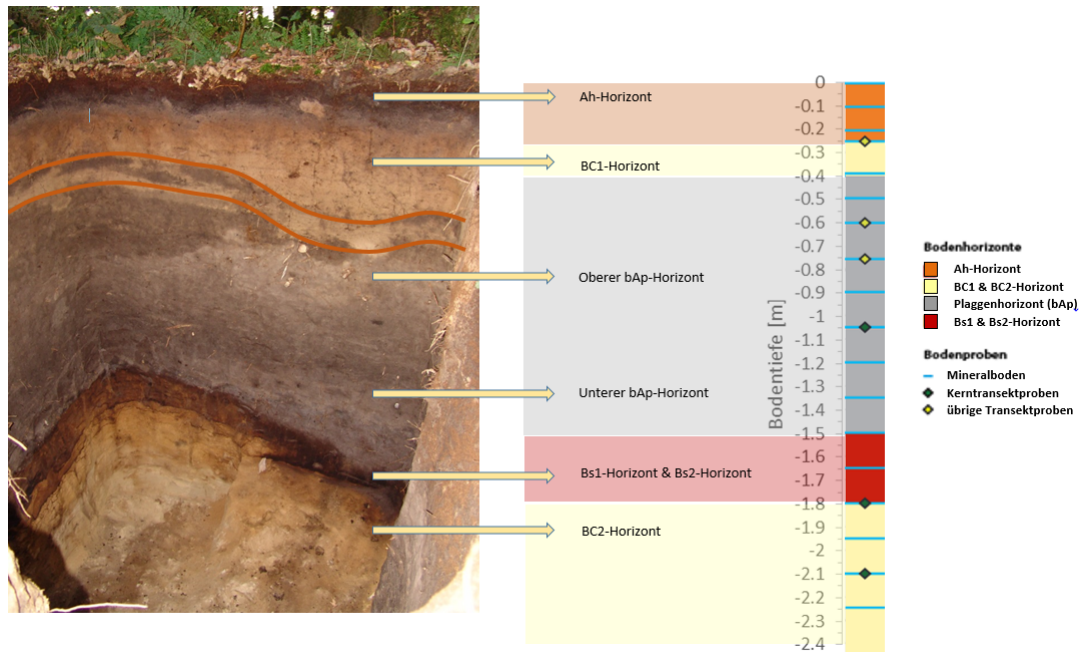 Ah-Horizont
BC1-Horizont
Oberer bAp-Horizont
Unterer bAp-Horizont
Bs1-Horizont & Bs2-Horizont
BC2-Horizont
Bodentiefe [m]
0
-0.1
-0.2
-0.3
-0.4
-0.5
-0.6
-0.7
-0.8
-0.9
-1
-1.1
-1.2
-1.3
-1.4
-1.5
-1.6
-1.7
-1.8
-1.9
-2
-2.1
-2.2
-2.3
-2.4
Bodenhorizonte
Ah-Horizont
BC1 & BC2-Horizont
Plaggenhorizont (bAp)
Bs1 & Bs2-Horizont
Bodenproben
Mineralboden
Kerntransektproben
übrige Transektproben